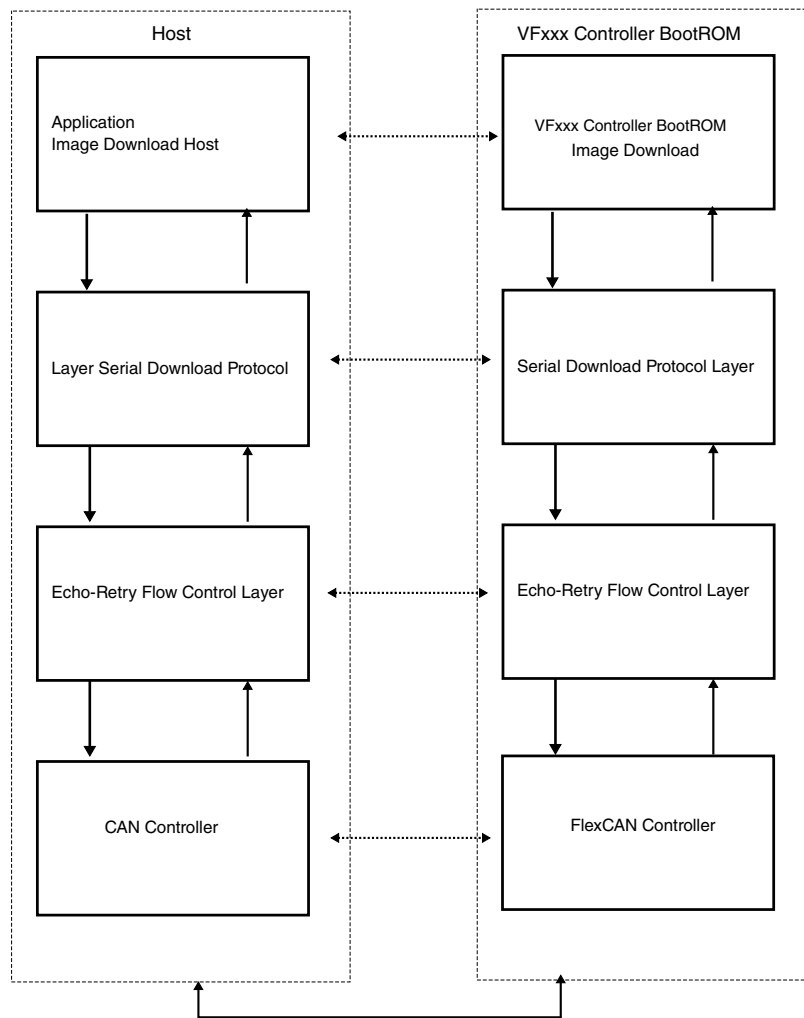 Host
Application
Image Download Host
Layer Serial Download Protocol
Echo-Retry Flow Control Layer
CAN Controller
VFxxx Controller BootROM
VFxxx Controller BootROM
Image Download
Serial Download Protocol Layer
Echo-Retry Flow Control Layer
FlexCAN Controller